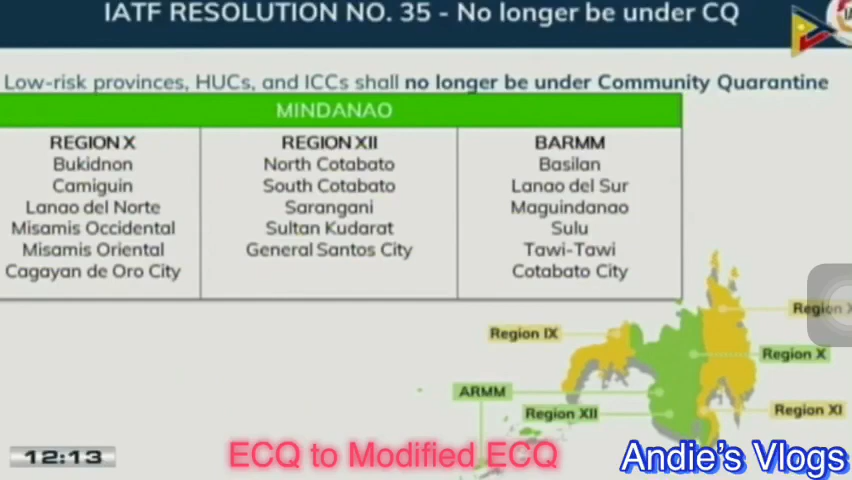 IATF RESOLUTION NO. 35 - No longer be under CQ
Low-risk provinces, HUCs, and ICCs shall no longer be under Community Quarantine
MINDANAO
REGION X
Bukidnon
Camiguin
Lanao del Norte
Misamis Occidental
Misamis Oriental
Cagayan de Oro City
REGION XII
North Cotabato
South Cotabato
Sarangani
Sultan Kudarat
General Santos City
BARMM
Basilan
Lanao del Sur
Maguindanao
Sulu
Tawi-Tawi
Cotabato City
Region
Region IX
Region X
ARMM
Region XII
Region XI
12:13
ECQ to Modified ECQ
Andie's Vlogs